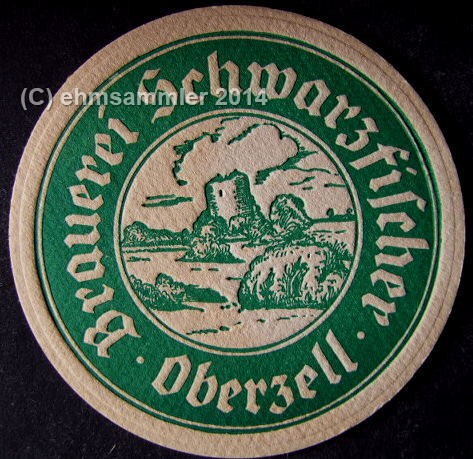 (C) ehmsammler 2014
Brauerei Schwarzfischer
· Oberzell ·